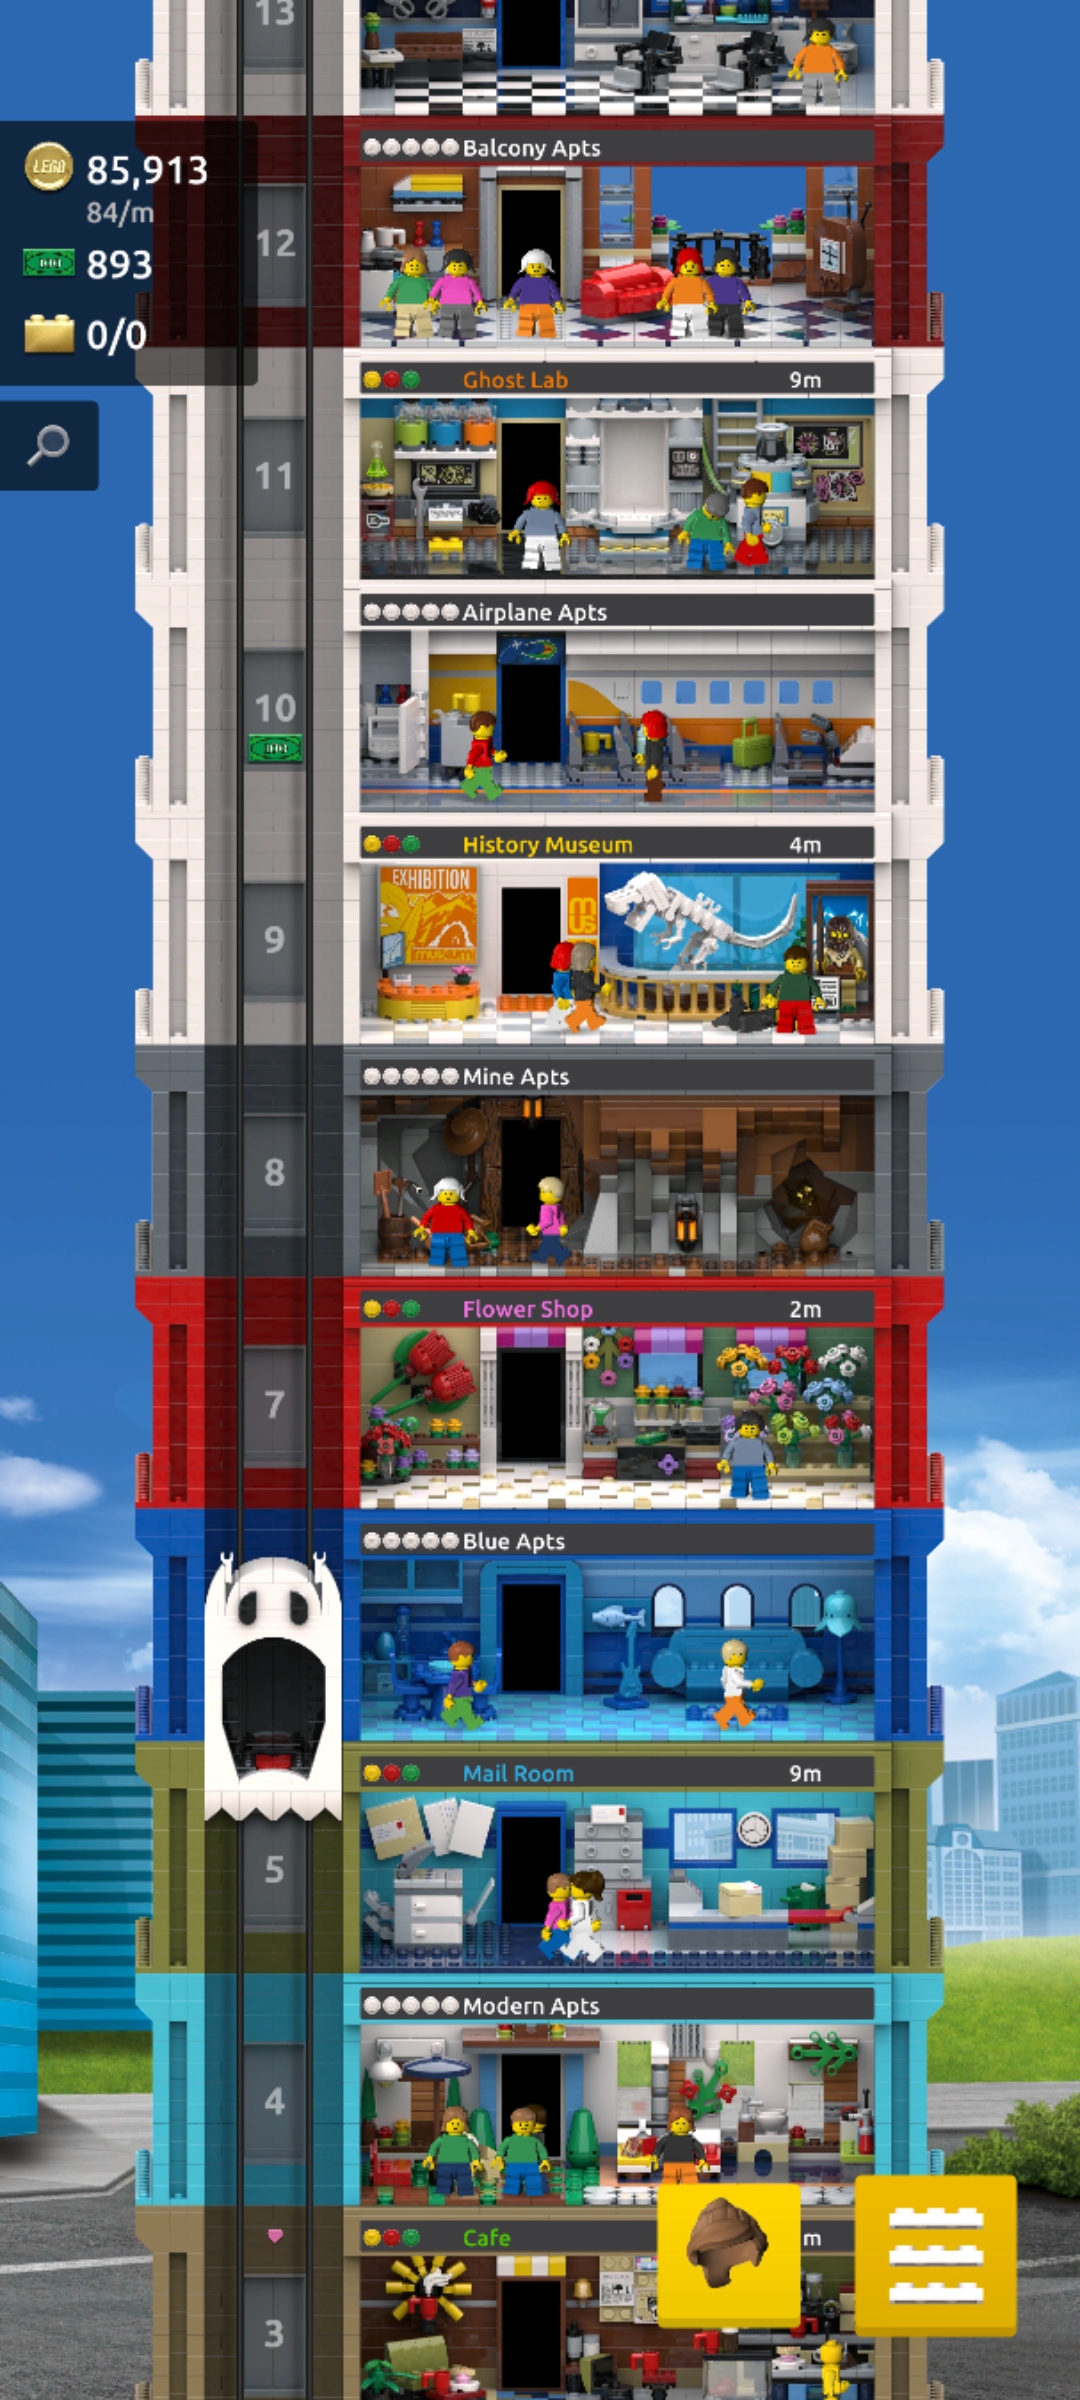 13
LEGO 85,913
84/m
893
0/0
Balcony Apts
12
Ghost Lab 9m
11
Airplane Apts
10
History Museum 4m
EXHIBITION
mus
museum
9
Mine Apts
8
Flower Shop 2m
7
Blue Apts
Mail Room 9m
5
Modern Apts
4
Cafe m
3